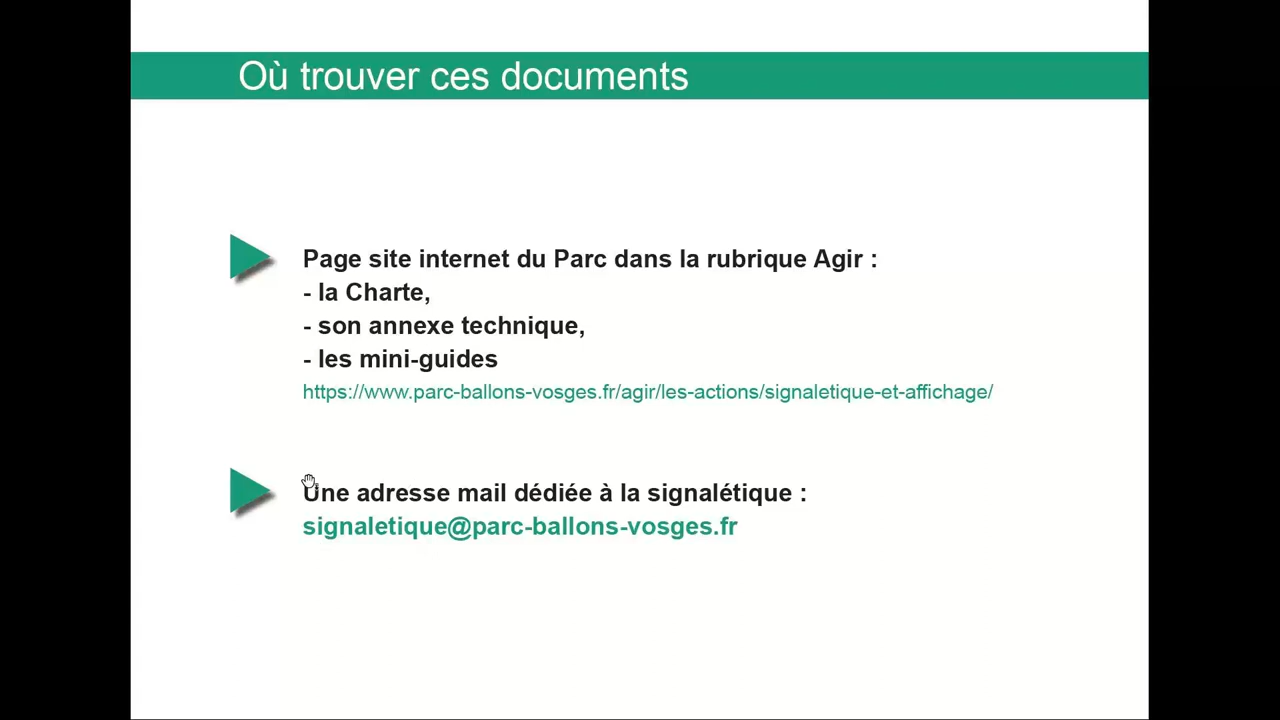 Où trouver ces documents
Page site internet du Parc dans la rubrique Agir :
- la Charte,
- son annexe technique,
- les mini-guides
https://www.parc-ballons-vosges.fr/agir/les-actions/signaletique-et-affichage/
Une adresse mail dédiée à la signalétique :
signaletique@parc-ballons-vosges.fr